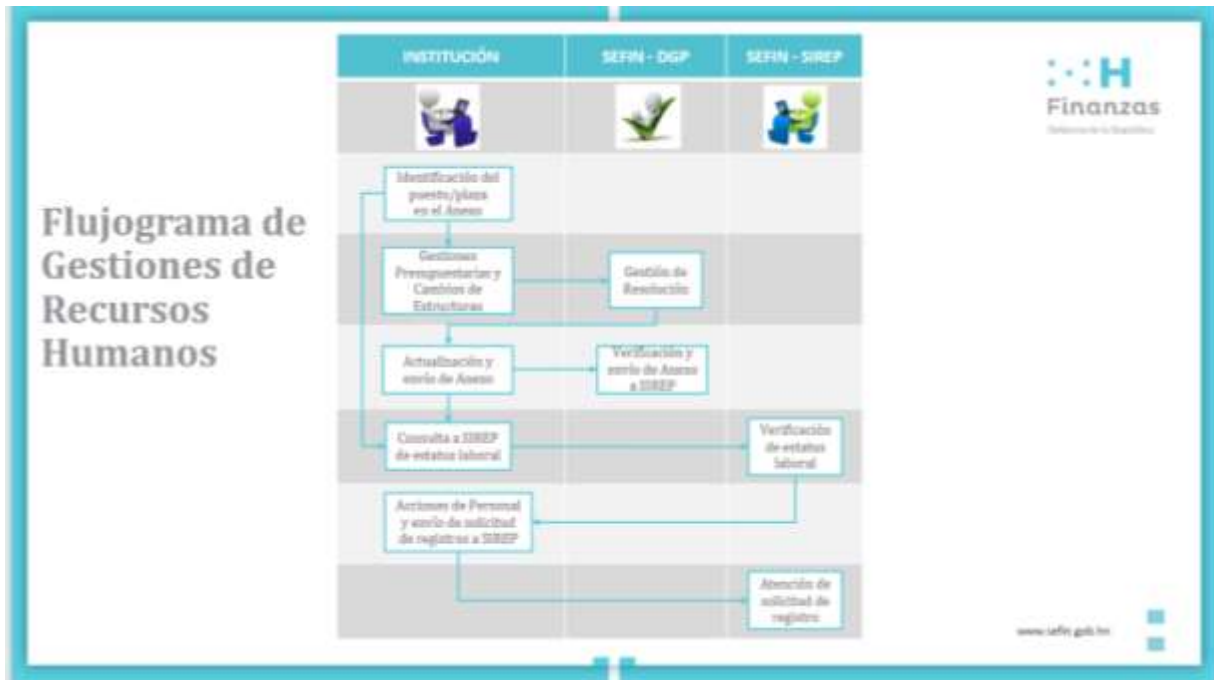 INSTITUCIÓN
SEFIN - DGP
SEFIN - SIREP
H
Finanzas
Flujograma de
Gestiones de
Recursos
Humanos
Identificación del
puesto/plaza
en el Anexo
Gestiones
Presupuestarias y
Cambios de
Estructuras
Gestión de
Resolución
Actualización y
envío de Anexo
Verificación y
envío de Anexo
a SIREP
Consulta a SIREP
de estatus laboral
Verificación
de estatus
laboral
Acciones de Personal
y envío de solicitud
de registros a SIREP
Atención de
solicitud de
registro
www.sefin.gob.hn